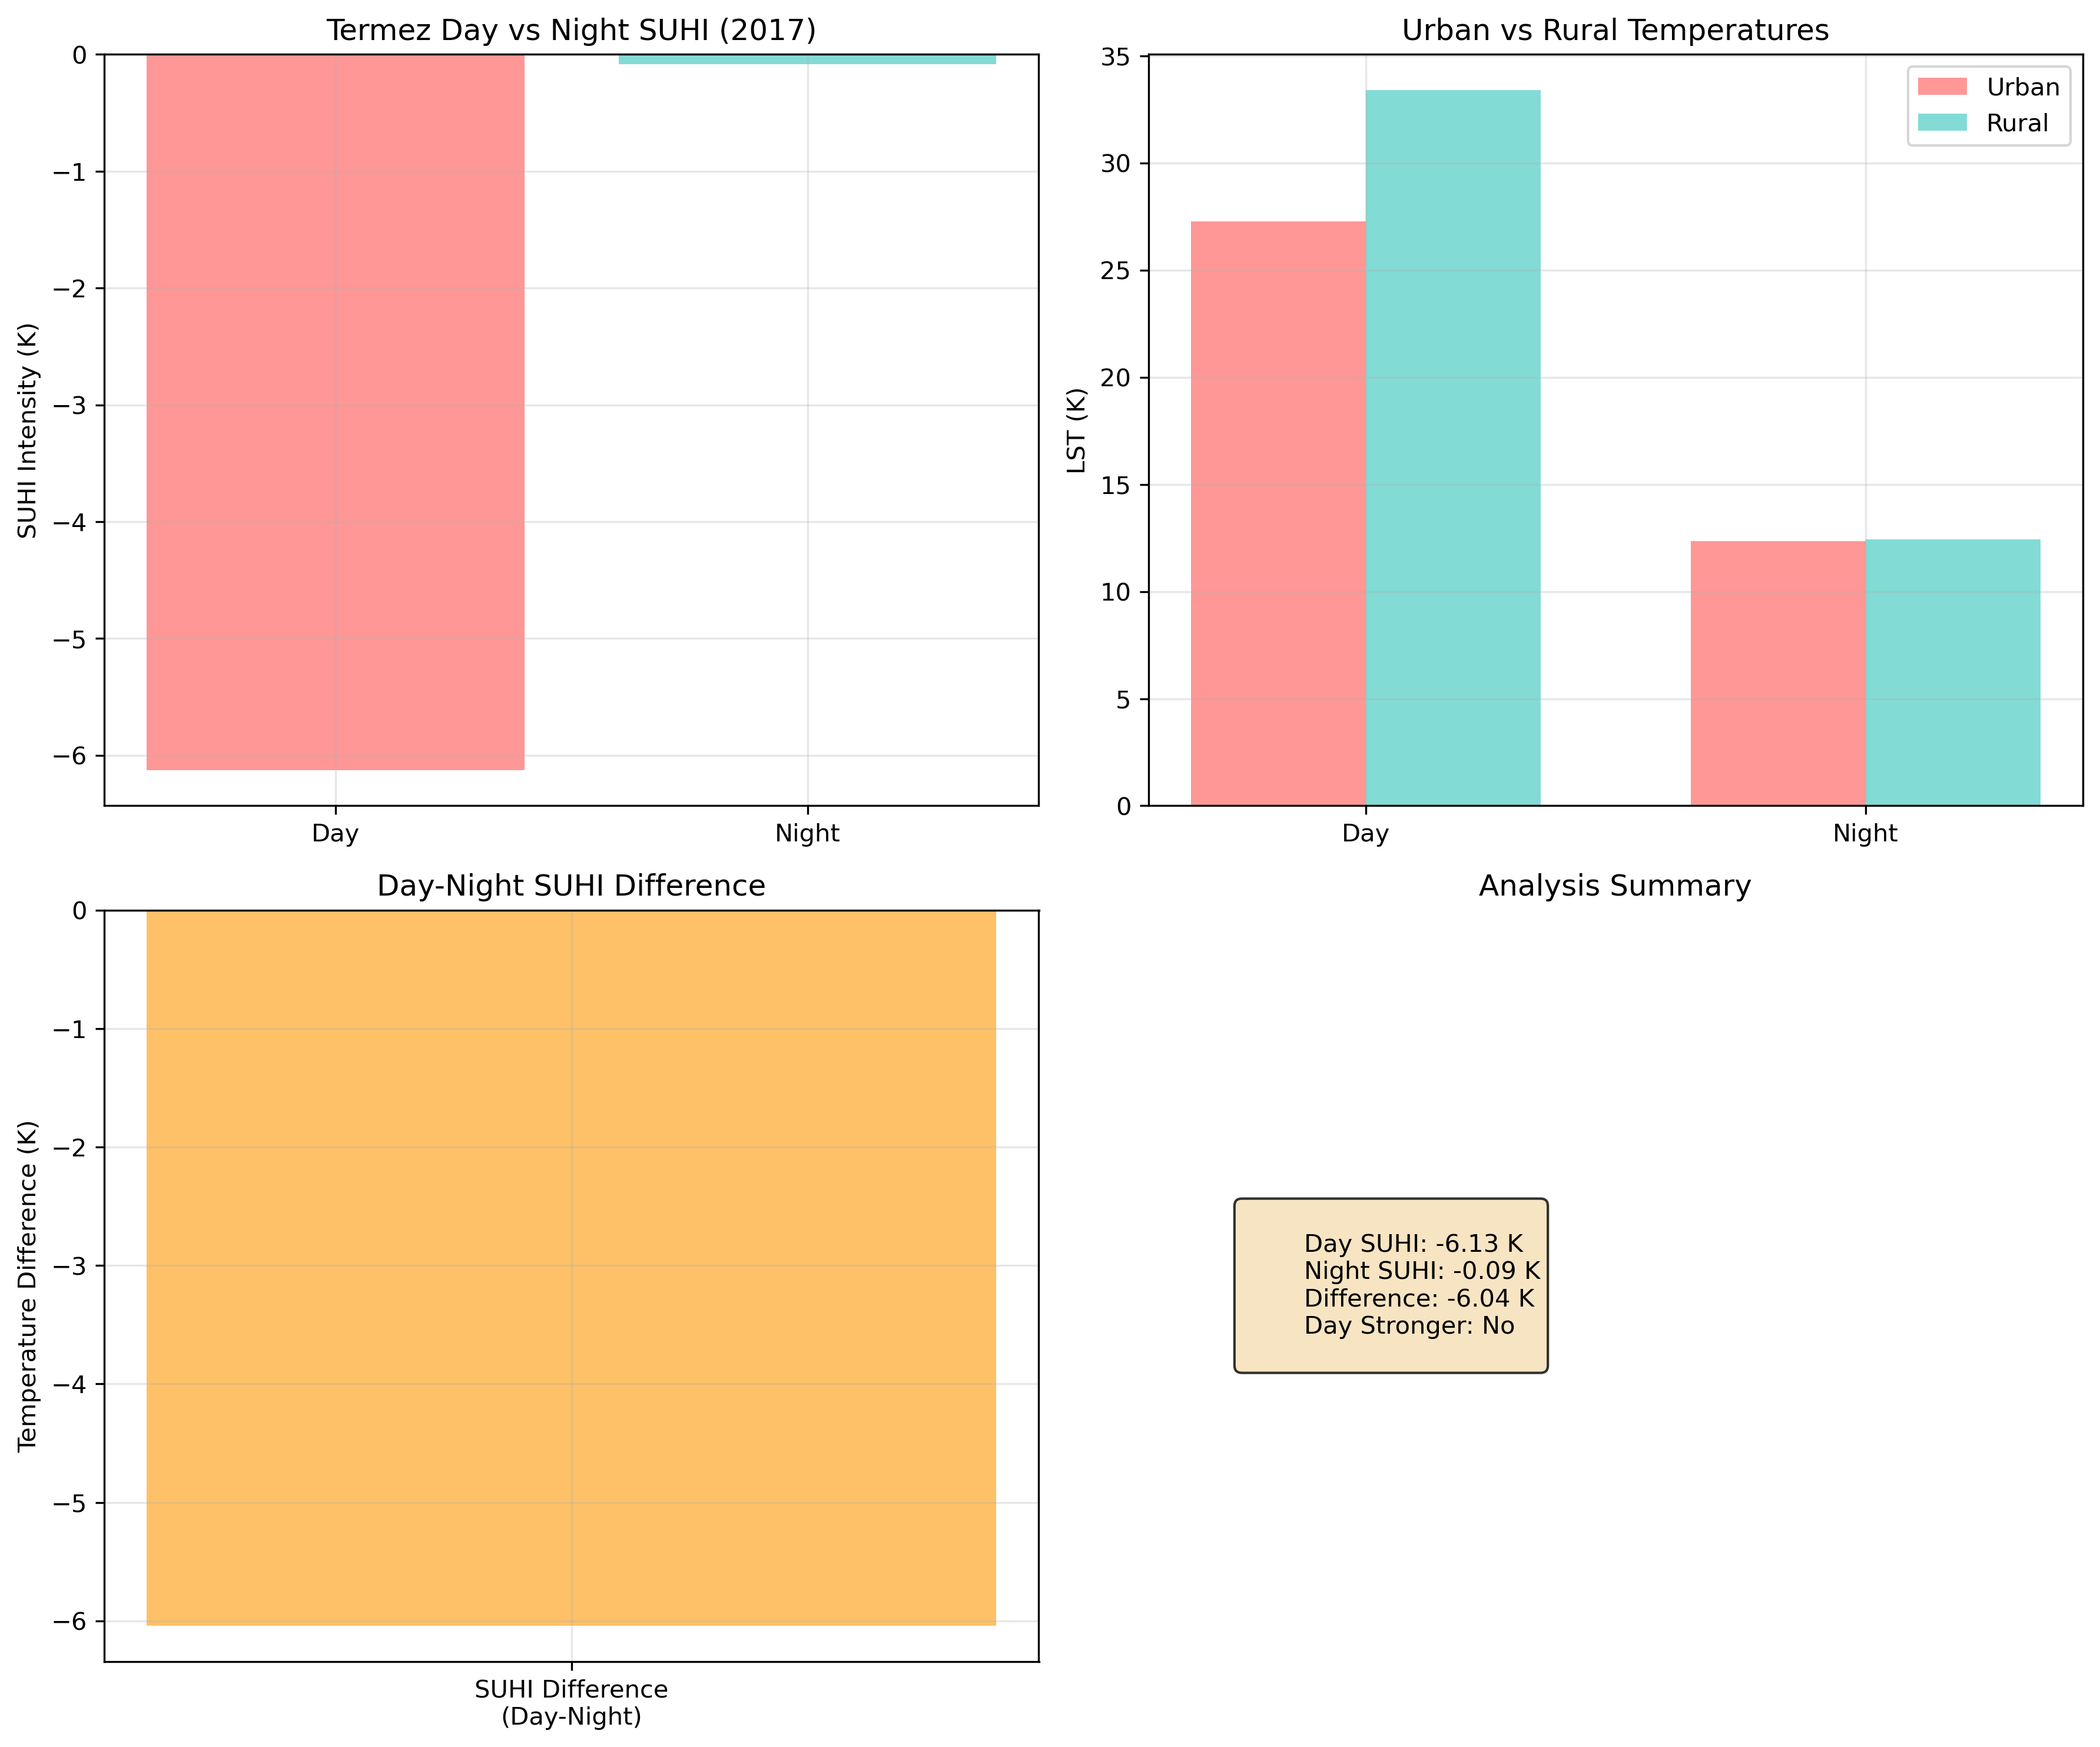 Termez Day vs Night SUHI (2017)
SUHI Intensity (K)
0
−1
−2
−3
−4
−5
−6
Day
Night
Urban vs Rural Temperatures
LST (K)
35
30
25
20
15
10
5
0
Day
Night
Urban
Rural
Day-Night SUHI Difference
Temperature Difference (K)
0
−1
−2
−3
−4
−5
−6
SUHI Difference
(Day-Night)
Analysis Summary
Day SUHI: -6.13 K
Night SUHI: -0.09 K
Difference: -6.04 K
Day Stronger: No